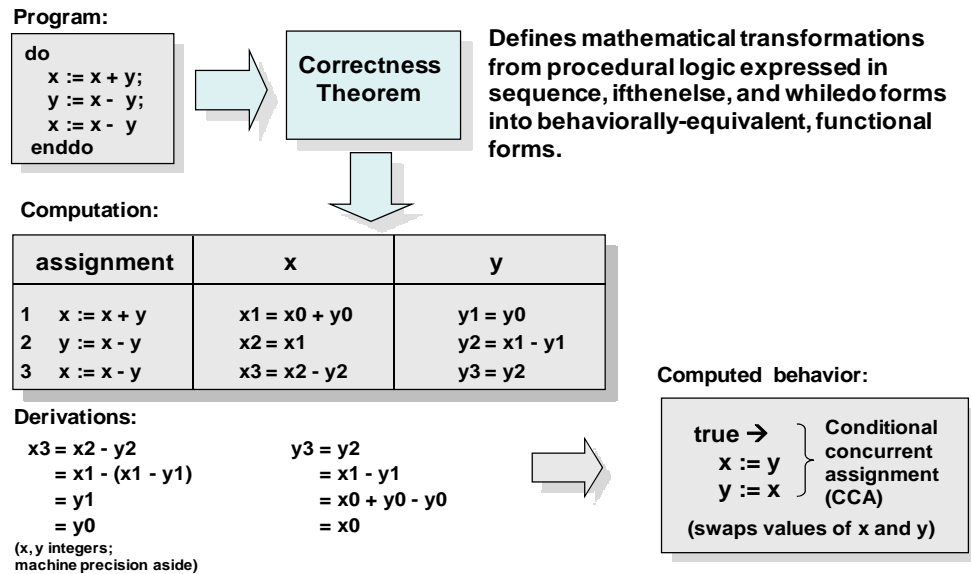 Program:
do
x := x + y;
y := x - y;
x := x - y
enddo
Correctness
Theorem
Defines mathematical transformations
from procedural logic expressed in
sequence, ifthenelse, and whiledo forms
into behaviorally-equivalent, functional
forms.
Computation:
assignment x y
1 x := x + y x1 = x0 + y0 y1 = y0
2 y := x - y x2 = x1 y2 = x1 - y1
3 x := x - y x3 = x2 - y2 y3 = y2
Derivations:
x3 = x2 - y2
= x1 - (x1 - y1)
= y1
= y0
(x, y integers;
machine precision aside)
y3 = y2
= x1 - y1
= x0 + y0 - y0
= x0
Computed behavior:
true →
x := y
y := x
Conditional
concurrent
assignment
(CCA)
(swaps values of x and y)